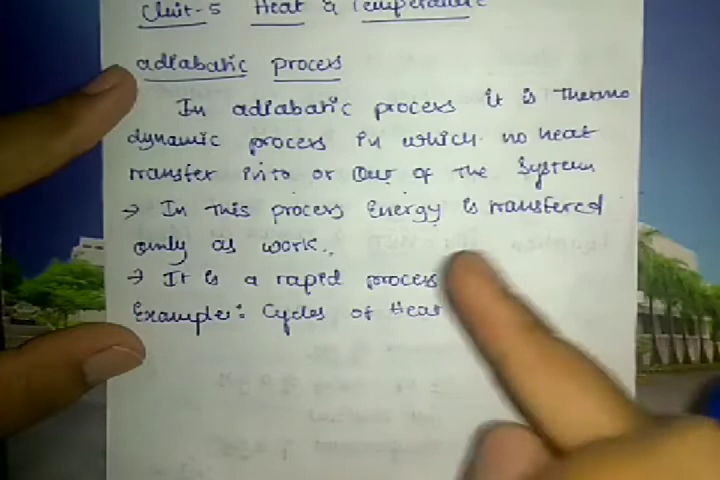 Unit-5 Heat & Temperature
adiabatic process
In adiabatic process it is Thermo
dynamic process in which no heat
transfer into or out of the System
→ In this process Energy is transfered
only as work.
→ It is a rapid process
Example: Cycles of Heat